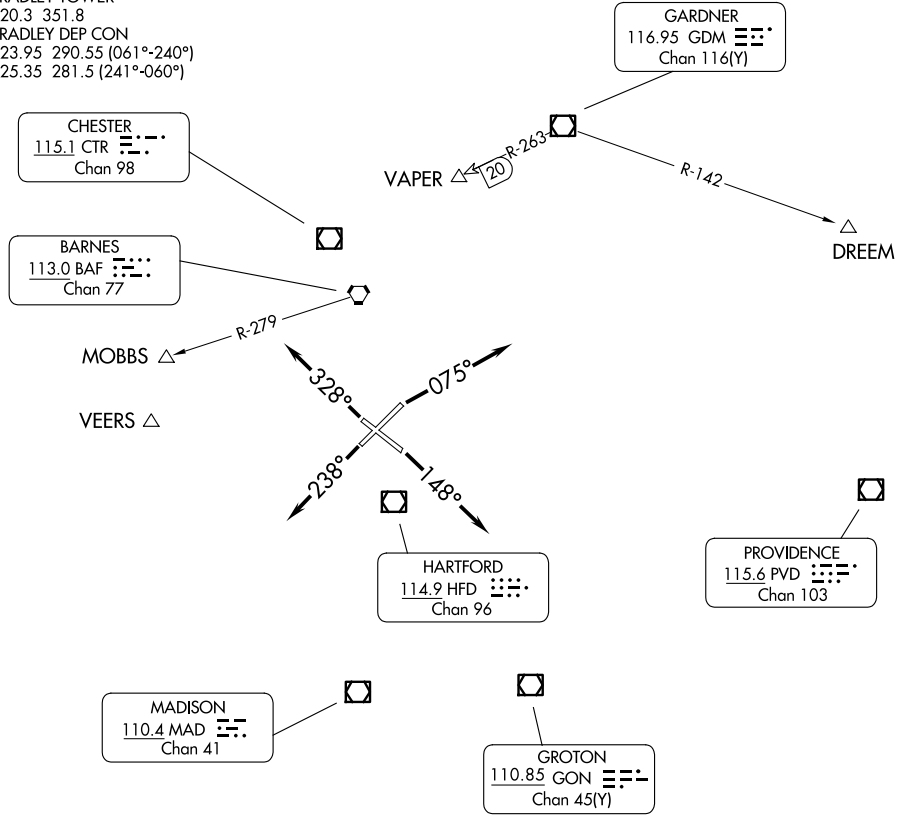 20.3 351.8
RADLEY DEP CON
23.95 290.55 (061°-240°)
25.35 281.5 (241°-060°)
GARDNER
116.95 GDM
Chan 116(Y)
CHESTER
115.1 CTR
Chan 98
R-263
20
VAPER
R-142
DREEM
BARNES
113.0 BAF
Chan 77
R-279
MOBBS
328°
075°
VEERS
238°
148°
HARTFORD
114.9 HFD
Chan 96
PROVIDENCE
115.6 PVD
Chan 103
MADISON
110.4 MAD
Chan 41
GROTON
110.85 GON
Chan 45(Y)